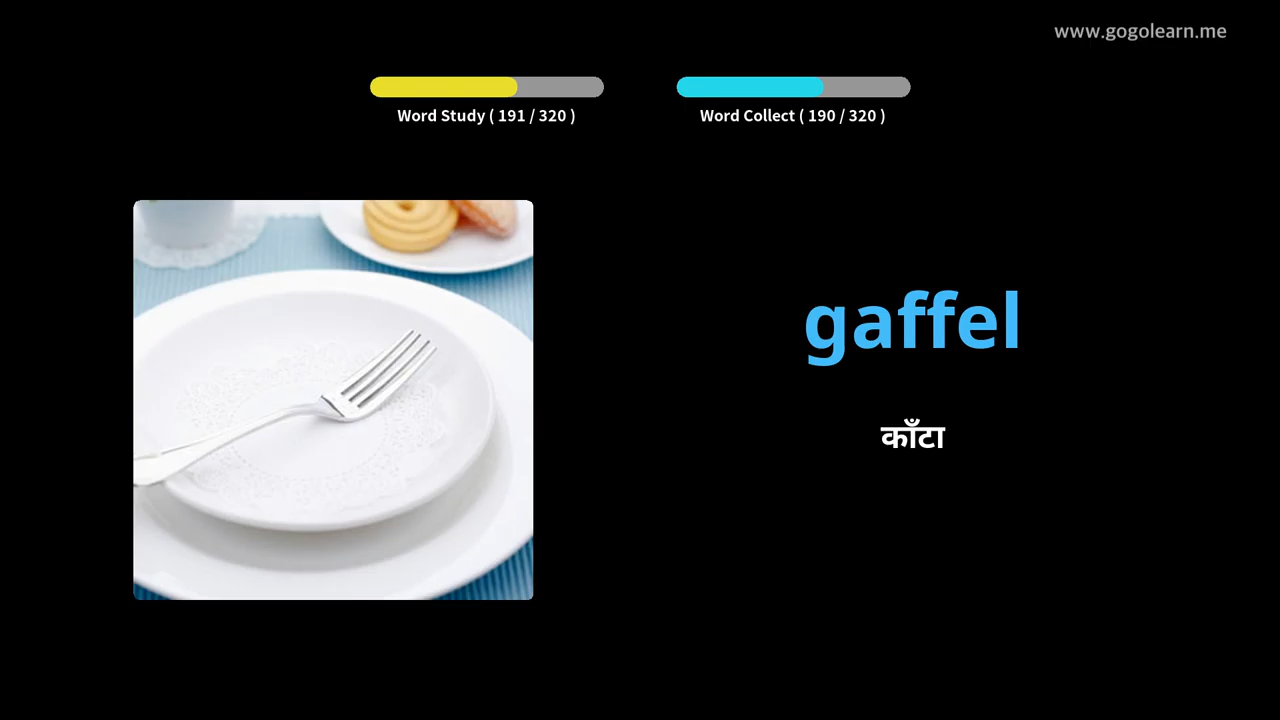 www.gogolearn.me
Word Study ( 191 / 320 )
Word Collect ( 190 / 320 )
gaffel
काँटा